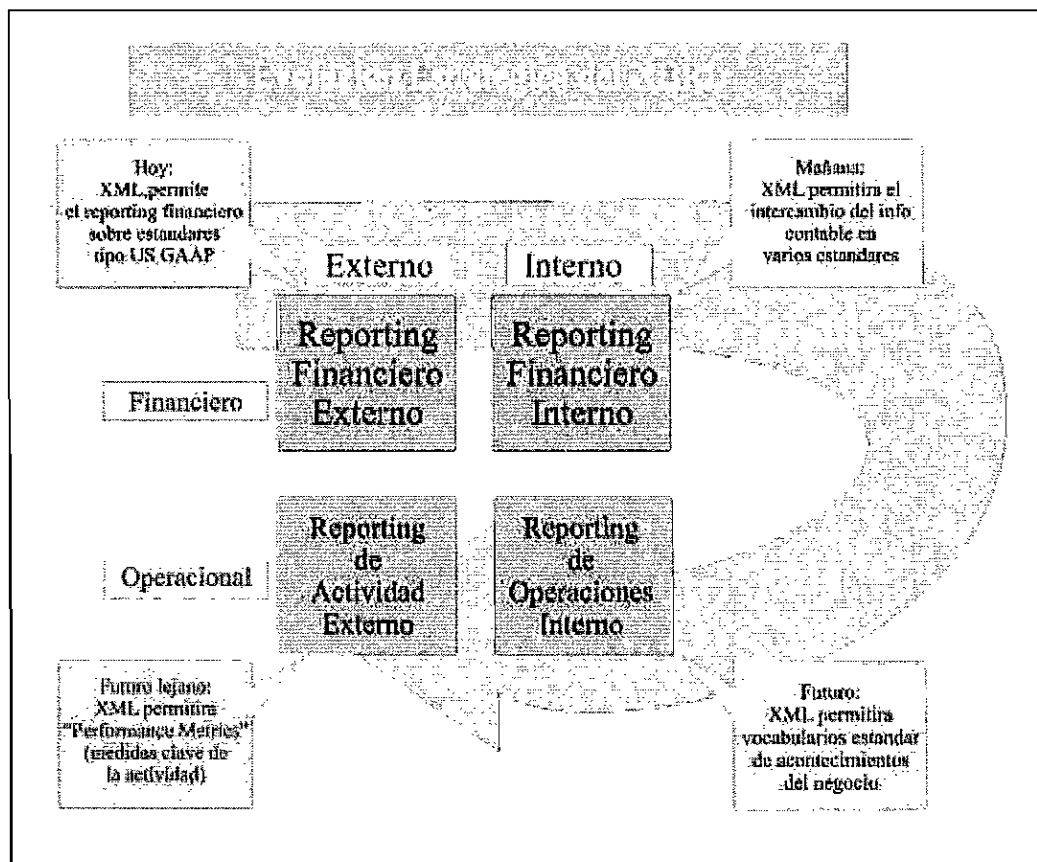 Hoy:
XML permite
el reporting financiero
sobre estandares
tipo US GAAP
Mañana:
XML permitira el
intercambio del info
contable en
varios estandares
Externo
Interno
Reporting
Financiero
Externo
Reporting
Financiero
Interno
Financiero
Reporting
de
Actividad
Externo
Reporting
de
Operaciones
Interno
Operacional
Futuro lejano:
XML permitira
"Performance Metrics"
(medidas clave de
la actividad)
Futuro:
XML permitira
vocabularios estandar
de acontecimientos
del negocio